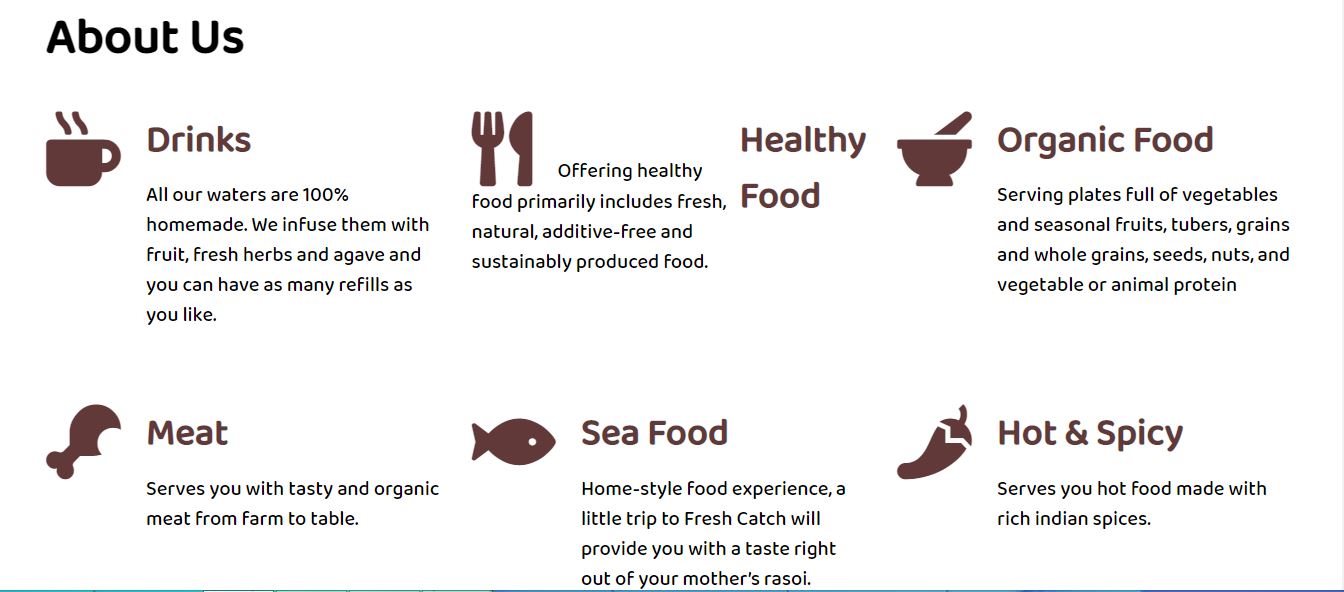 About Us
Drinks
All our waters are 100%
homemade. We infuse them with
fruit, fresh herbs and agave and
you can have as many refills as
you like.
Offering healthy
food primarily includes fresh,
natural, additive-free and
sustainably produced food.
Healthy
Food
Organic Food
Serving plates full of vegetables
and seasonal fruits, tubers, grains
and whole grains, seeds, nuts, and
vegetable or animal protein
Meat
Serves you with tasty and organic
meat from farm to table.
Sea Food
Home-style food experience, a
little trip to Fresh Catch will
provide you with a taste right
out of your mother's rasoi.
Hot & Spicy
Serves you hot food made with
rich indian spices.